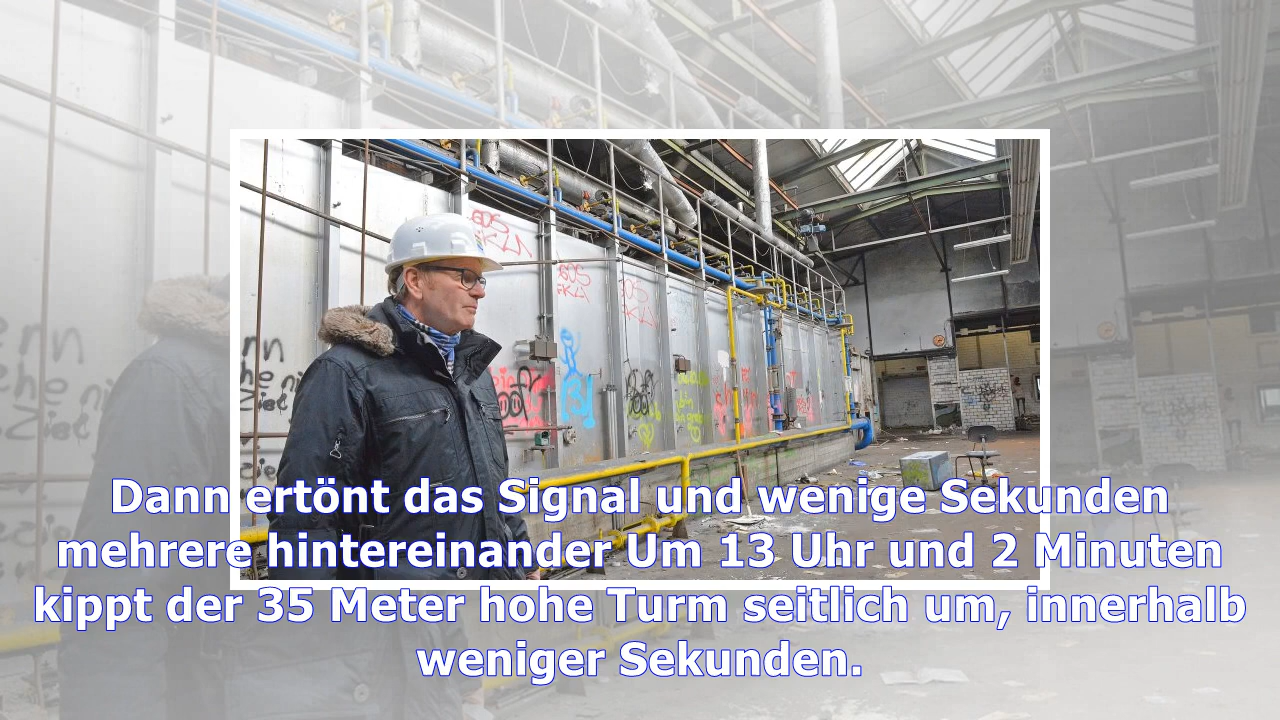 Dann ertönt das Signal und wenige Sekunden
mehrere hintereinander Um 13 Uhr und 2 Minuten
kippt der 35 Meter hohe Turm seitlich um, innerhalb
weniger Sekunden.